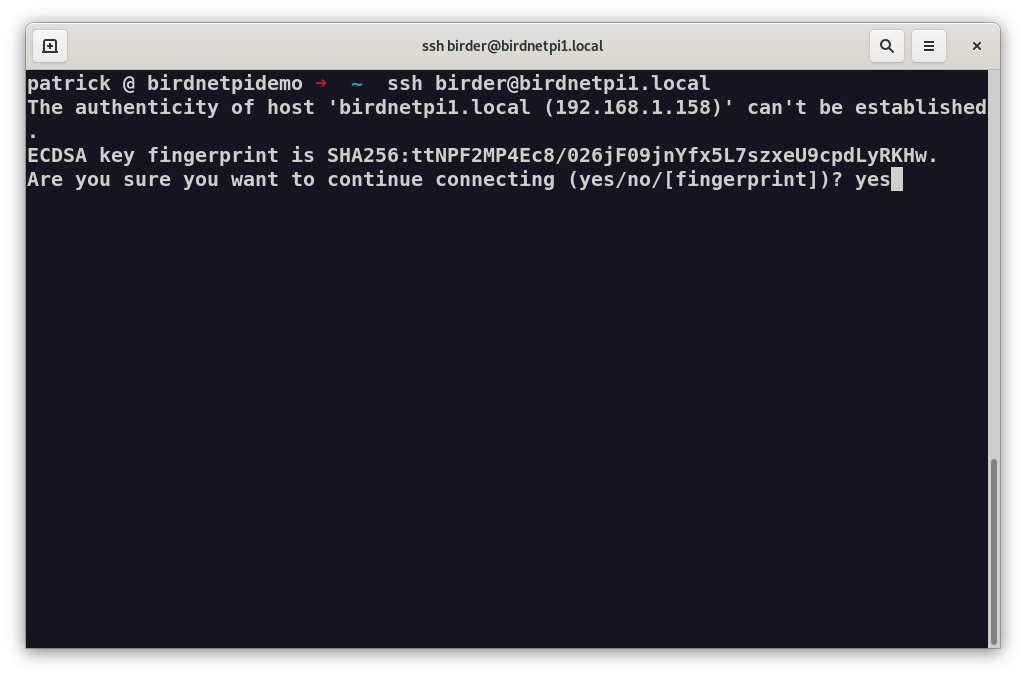 ssh birder@birdnetpi1.local
patrick @ birdnetpidemo ➜  ~  ssh birder@birdnetpi1.local
The authenticity of host 'birdnetpi1.local (192.168.1.158)' can't be established
.
ECDSA key fingerprint is SHA256:ttNPF2MP4Ec8/026jF09jnYfx5L7szxeU9cpdLyRKHw.
Are you sure you want to continue connecting (yes/no/[fingerprint])? yes